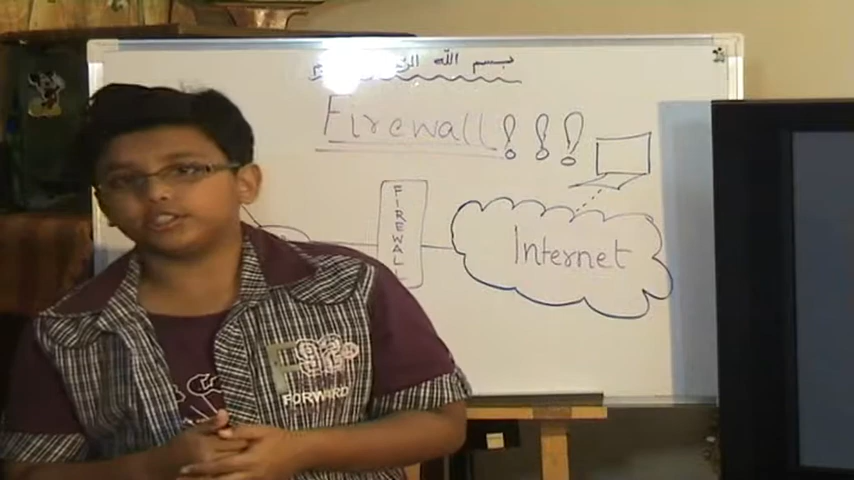 بسم الله
Firewall!!!
FIREWALL
Internet
FORWARD